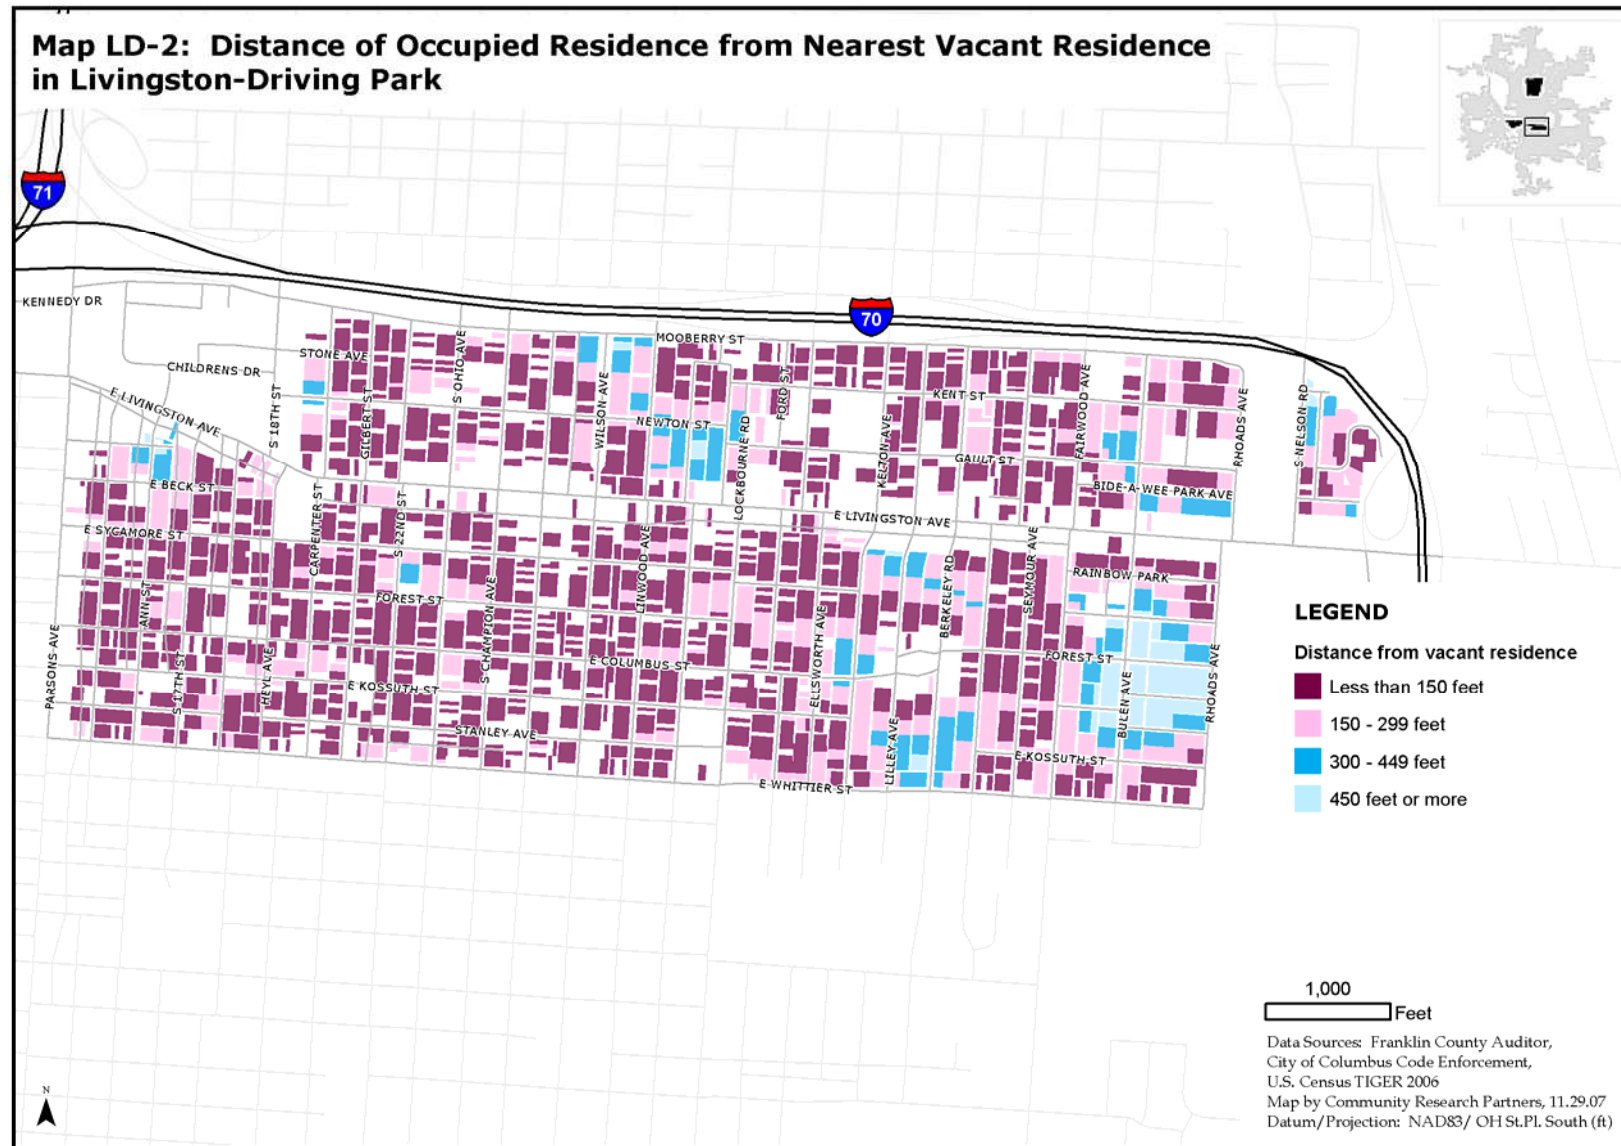 Map LD-2: Distance of Occupied Residence from Nearest Vacant Residence
in Livingston-Driving Park
71
70
KENNEDY DR
MOOBERRY ST
STONE AVE
CHILDRENS DR
S OHIO AVE
E LIVINGSTON AVE
S 18TH ST
GILBERT ST
WILSON AVE
NEWTON ST
FORD ST
KENT ST
FAIRWOOD AVE
RHOADS AVE
S NELSON RD
LOCKBOURNE RD
KELTON AVE
GAULT ST
E BECK ST
BIDE-A-WEE PARK AVE
CARPENTER ST
S 22ND ST
E LIVINGSTON AVE
E SYCAMORE ST
LINWOOD AVE
SEYMOUR AVE
BERKELEY RD
RAINBOW PARK
ANN ST
FOREST ST
S CHAMPION AVE
ELLSWORTH AVE
FOREST ST
PARSONS AVE
S 17TH ST
HEYL AVE
E COLUMBUS ST
E KOSSUTH ST
BULEN AVE
RHOADS AVE
STANLEY AVE
LILLEY AVE
E KOSSUTH ST
E WHITTIER ST
LEGEND
Distance from vacant residence
Less than 150 feet
150 - 299 feet
300 - 449 feet
450 feet or more
1,000
Feet
Data Sources: Franklin County Auditor,
City of Columbus Code Enforcement,
U.S. Census TIGER 2006
Map by Community Research Partners, 11.29.07
Datum/Projection: NAD83/ OH St.Pl. South (ft)
N